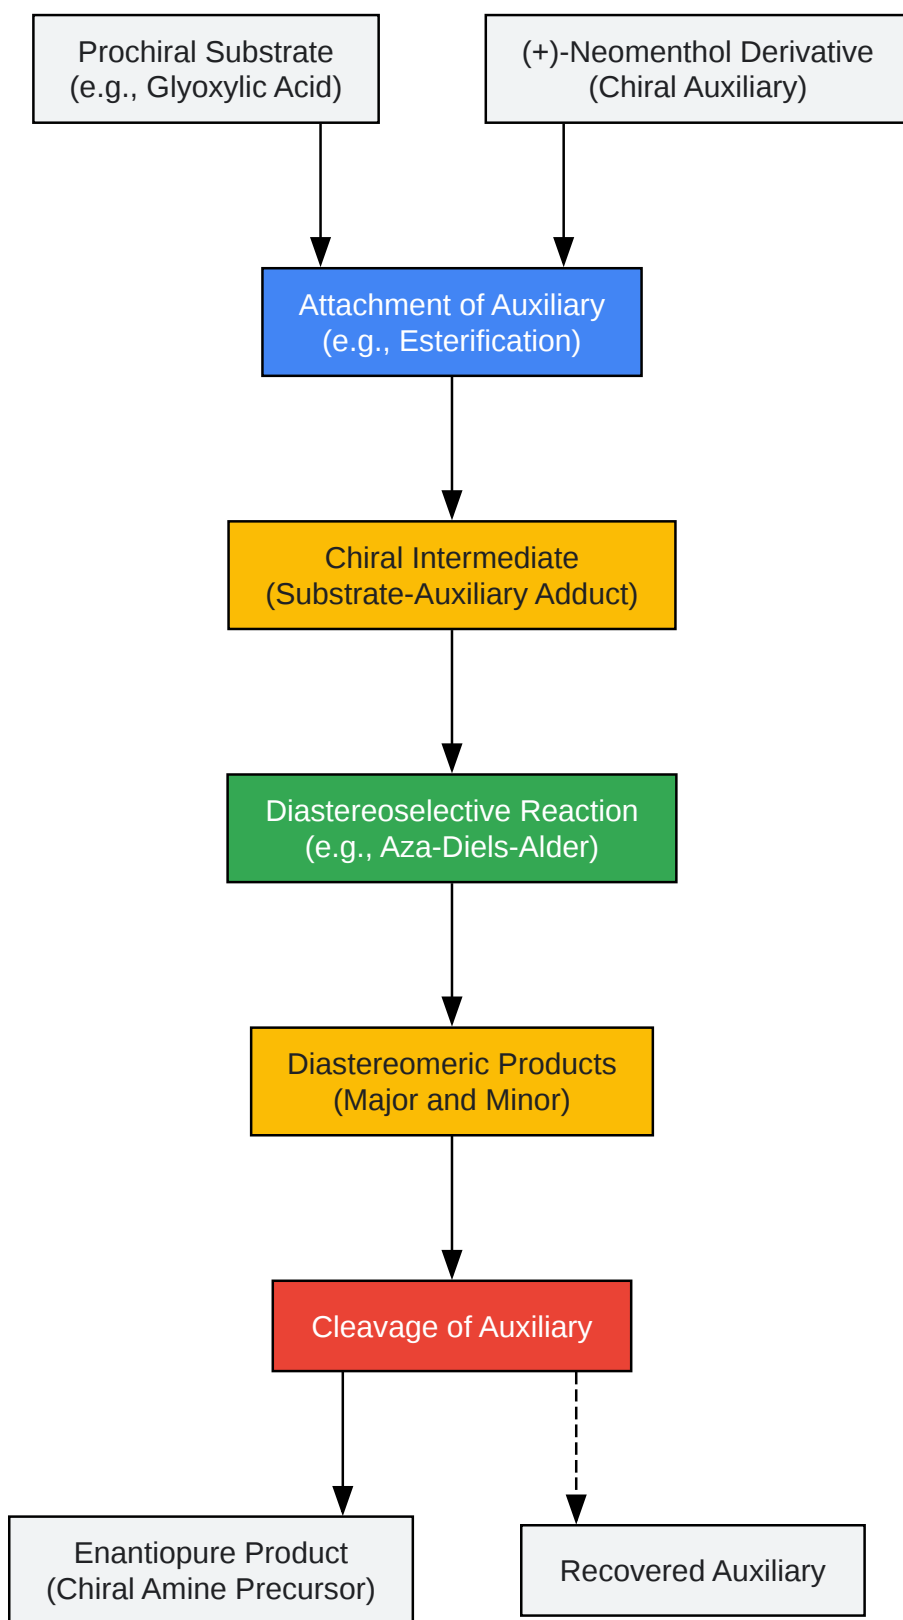 Prochiral Substrate
(e.g., Glyoxylic Acid)
(+)-Neomenthol Derivative
(Chiral Auxiliary)
Attachment of Auxiliary
(e.g., Esterification)
Chiral Intermediate
(Substrate-Auxiliary Adduct)
Diastereoselective Reaction
(e.g., Aza-Diels-Alder)
Diastereomeric Products
(Major and Minor)
Cleavage of Auxiliary
Enantiopure Product
(Chiral Amine Precursor)
Recovered Auxiliary